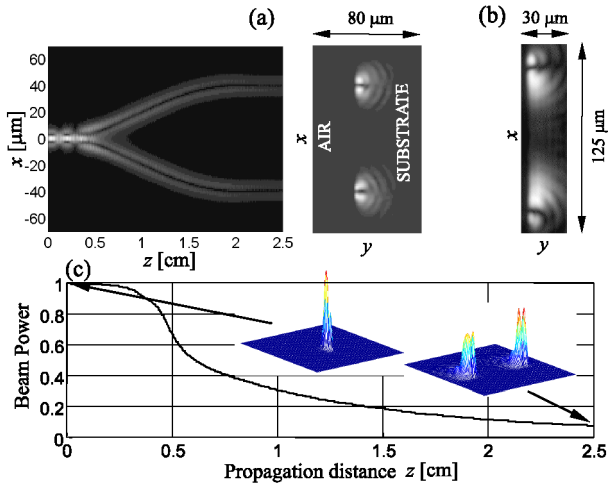 (a)
80 μm
(b)
30 μm
x [μm]
60
40
20
0
-20
-40
-60
0
0.5
1
1.5
2
2.5
z [cm]
x
AIR
SUBSTRATE
y
x
125 μm
y
(c)
Beam Power
1
0.8
0.6
0.4
0.2
0
0
0.5
1
1.5
2
2.5
Propagation distance z [cm]